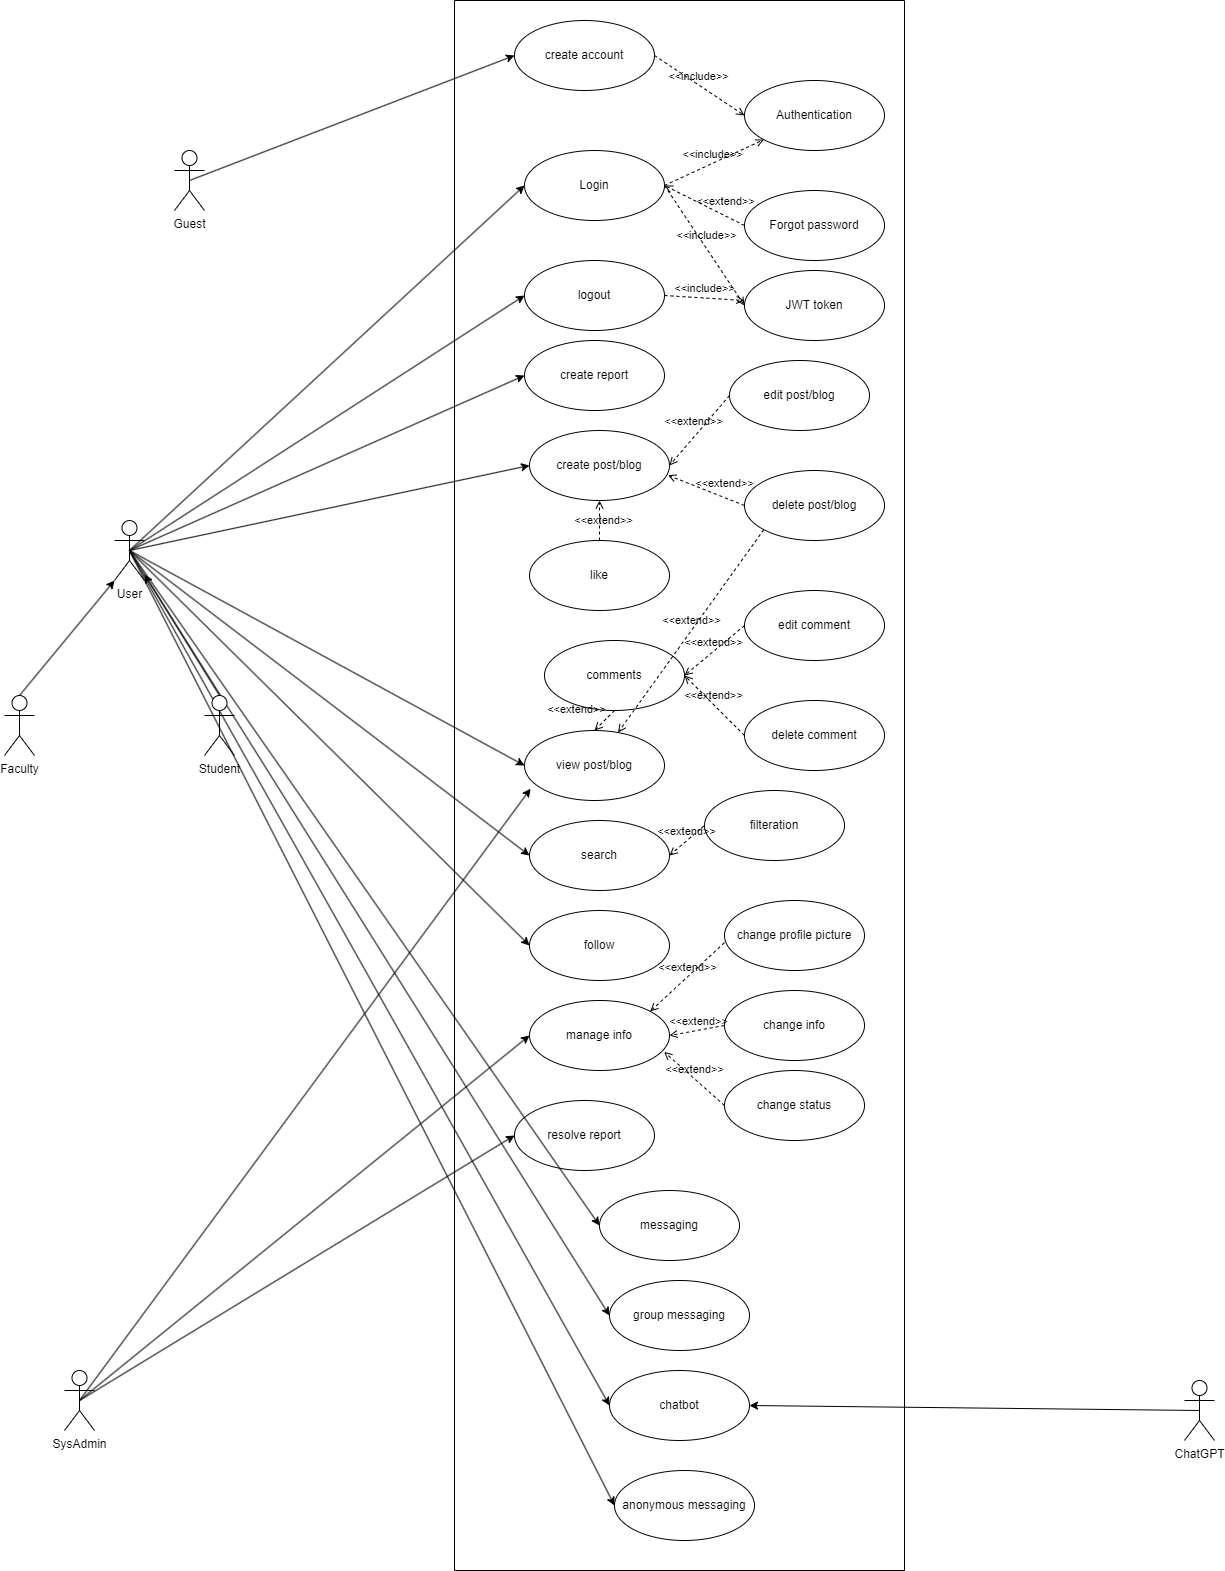 create account
<<include>>
Authentication
<<include>>
Login
<<extend>>
Guest
Forgot password
<<include>>
logout
<<include>>
JWT token
create report
edit post/blog
<<extend>>
create post/blog
<<extend>>
delete post/blog
<<extend>>
like
User
<<extend>>
edit comment
<<extend>>
comments
<<extend>>
<<extend>>
delete comment
view post/blog
Faculty
Student
filteration
<<extend>>
search
change profile picture
follow
<<extend>>
<<extend>>
change info
manage info
<<extend>>
change status
resolve report
messaging
group messaging
chatbot
SysAdmin
ChatGPT
anonymous messaging